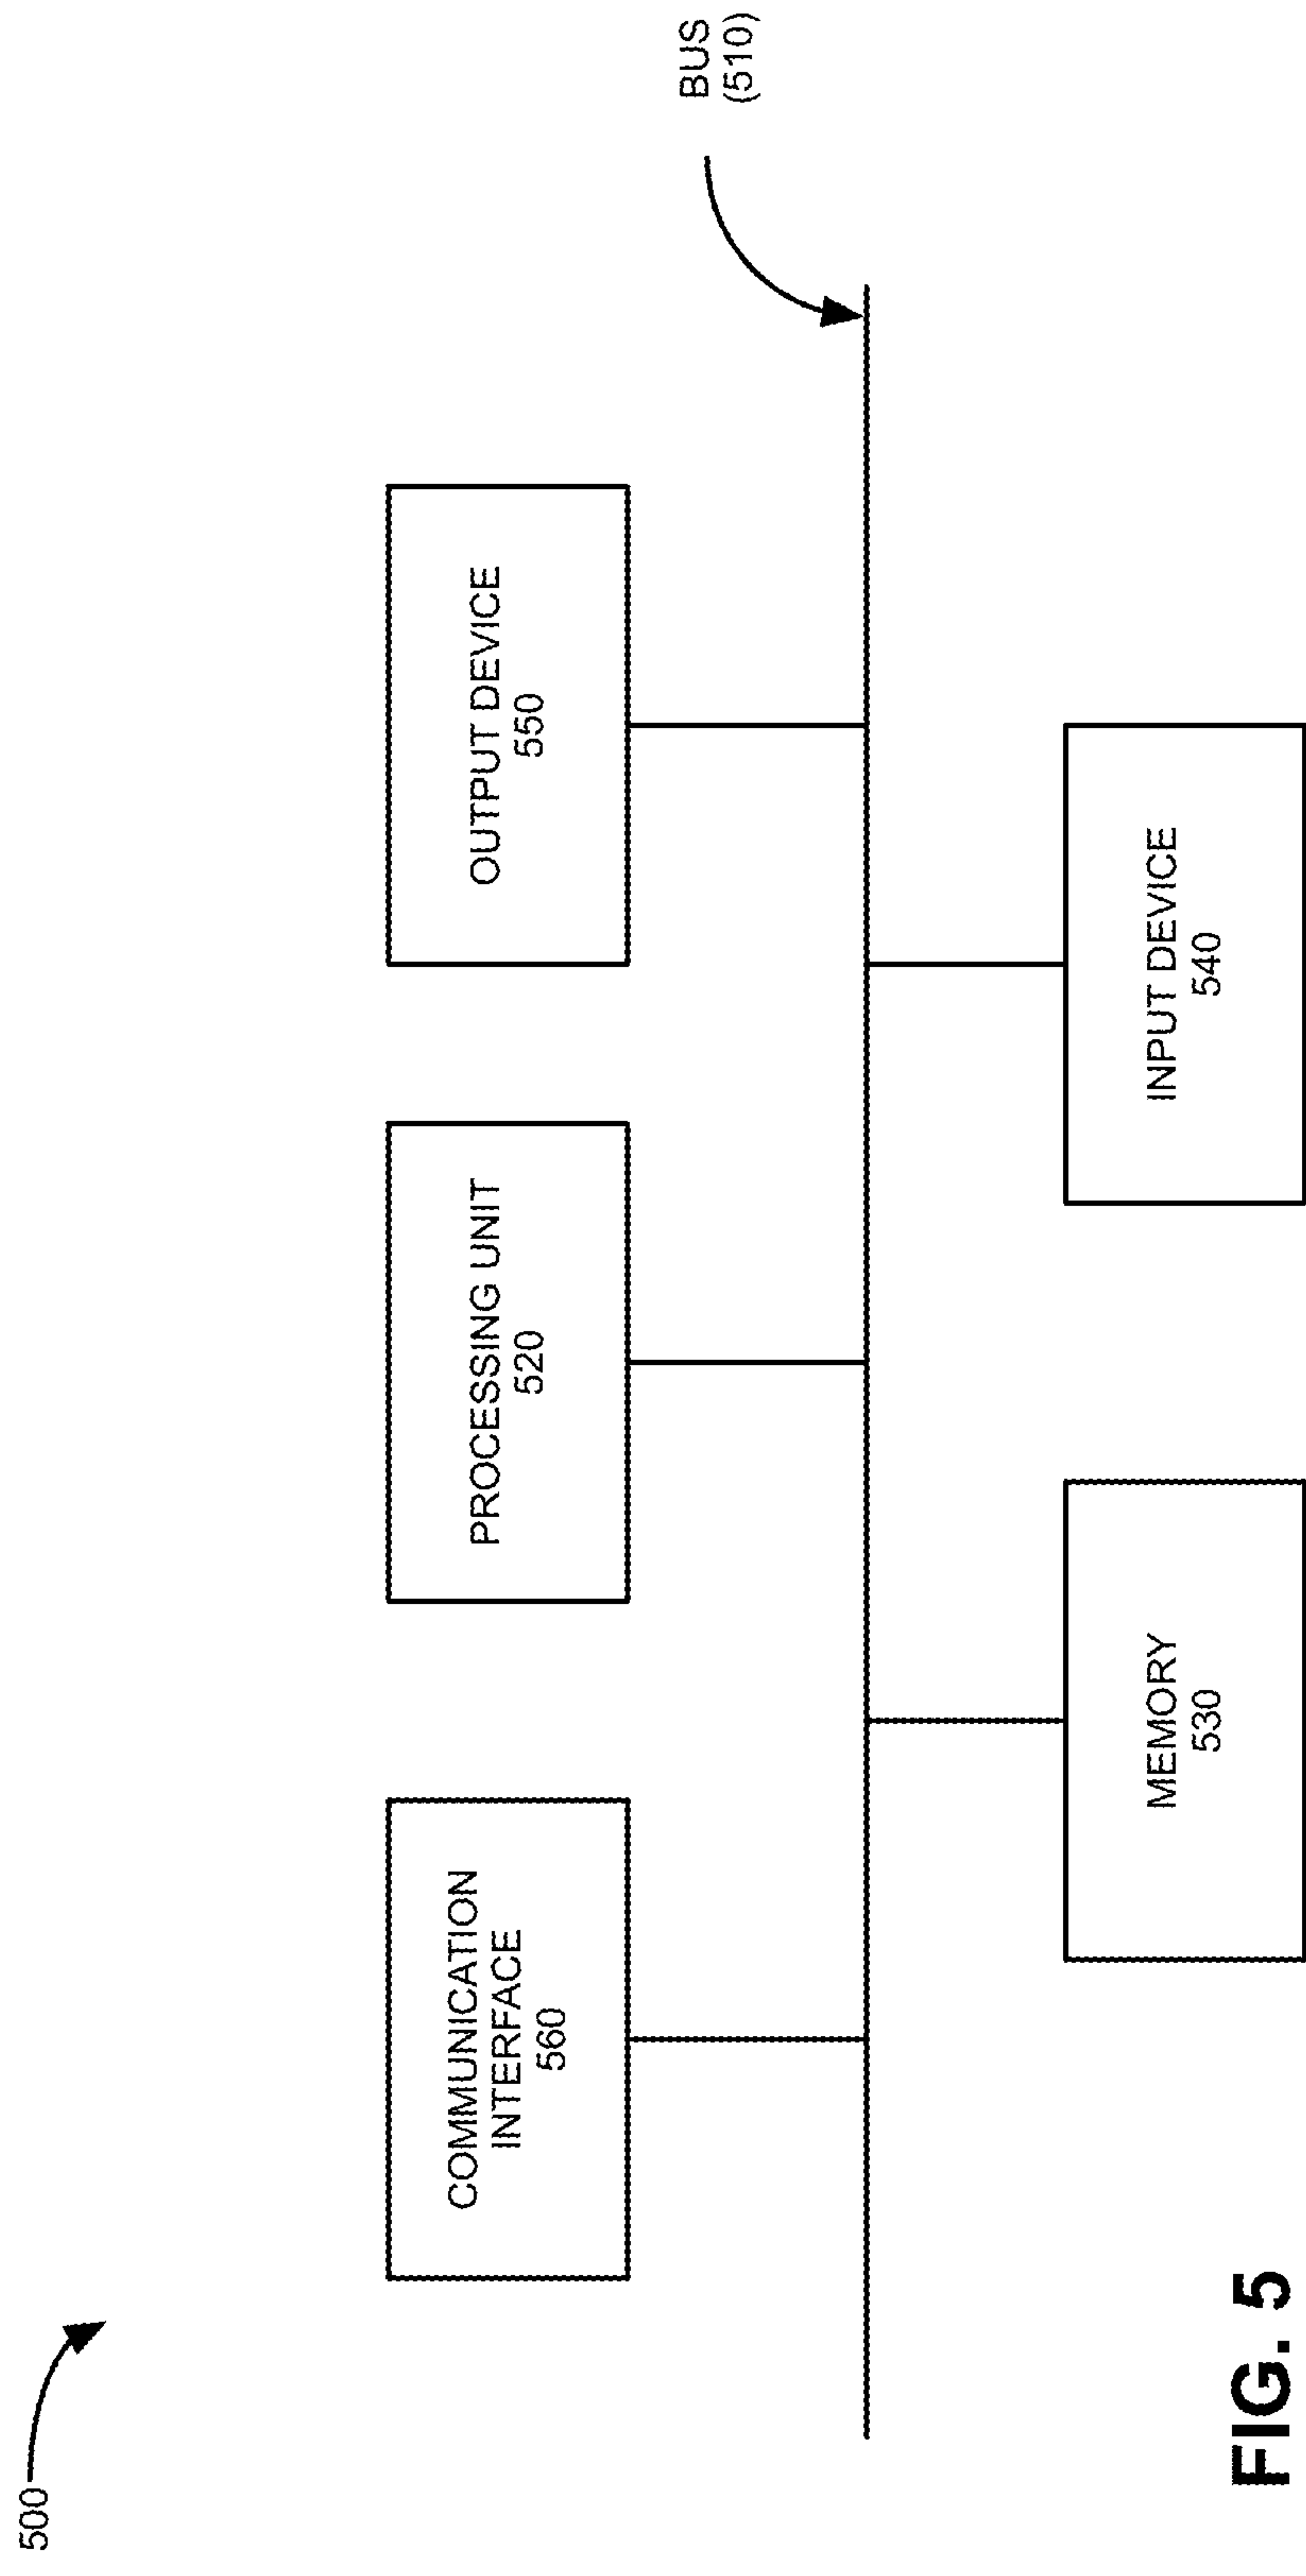 500
COMMUNICATION
INTERFACE
560
PROCESSING UNIT
520
OUTPUT DEVICE
550
BUS
(510)
MEMORY
530
INPUT DEVICE
540
FIG. 5